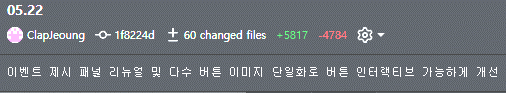 05.22
ClapJeoung 1f8224d 60 changed files +5817 -4784
이벤트 제시 패널 리뉴얼 및 다수 버튼 이미지 단일화로 버튼 인터랙티브 가능하게 개선